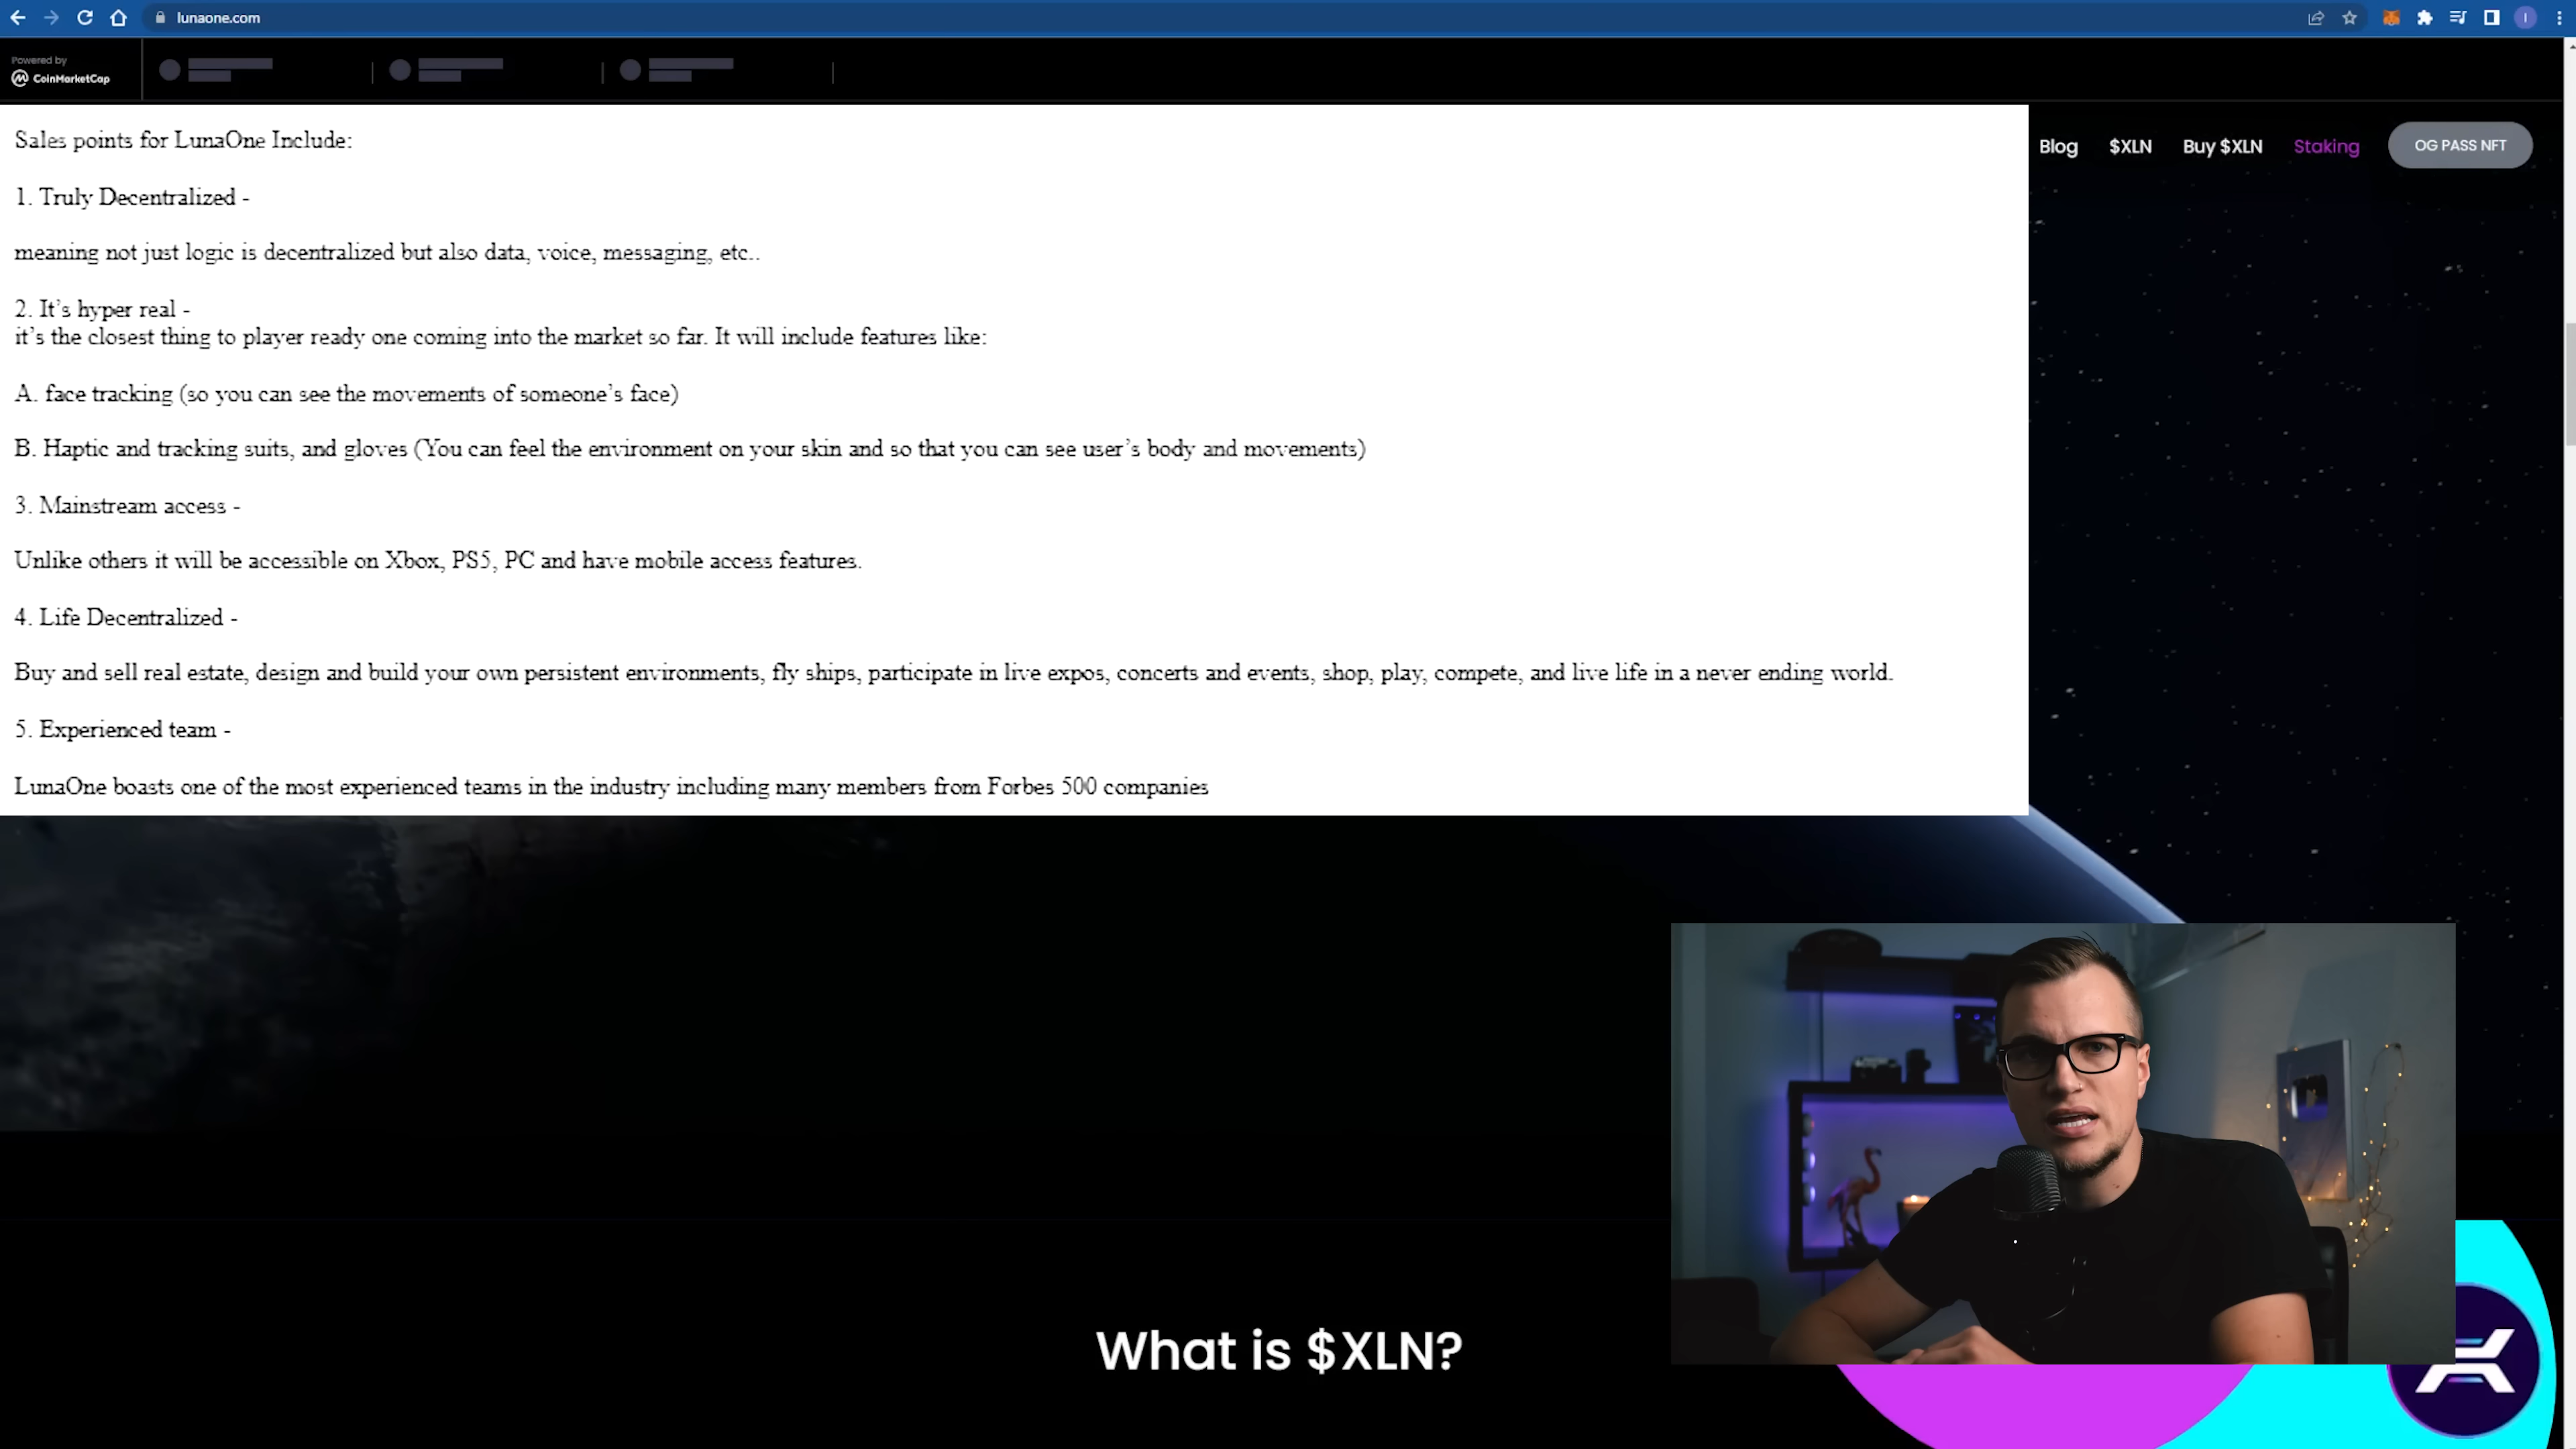 lunaone.com
Powered by
CoinMarketCap
Blog $XLN Buy $XLN Staking OG PASS NFT
Sales points for LunaOne Include:
1. Truly Decentralized -
meaning not just logic is decentralized but also data, voice, messaging, etc..
2. It's hyper real -
it's the closest thing to player ready one coming into the market so far. It will include features like:
A. face tracking (so you can see the movements of someone's face)
B. Haptic and tracking suits, and gloves (You can feel the environment on your skin and so that you can see user's body and movements)
3. Mainstream access -
Unlike others it will be accessible on Xbox, PS5, PC and have mobile access features.
4. Life Decentralized -
Buy and sell real estate, design and build your own persistent environments, fly ships, participate in live expos, concerts and events, shop, play, compete, and live life in a never ending world.
5. Experienced team -
LunaOne boasts one of the most experienced teams in the industry including many members from Forbes 500 companies
What is $XLN?